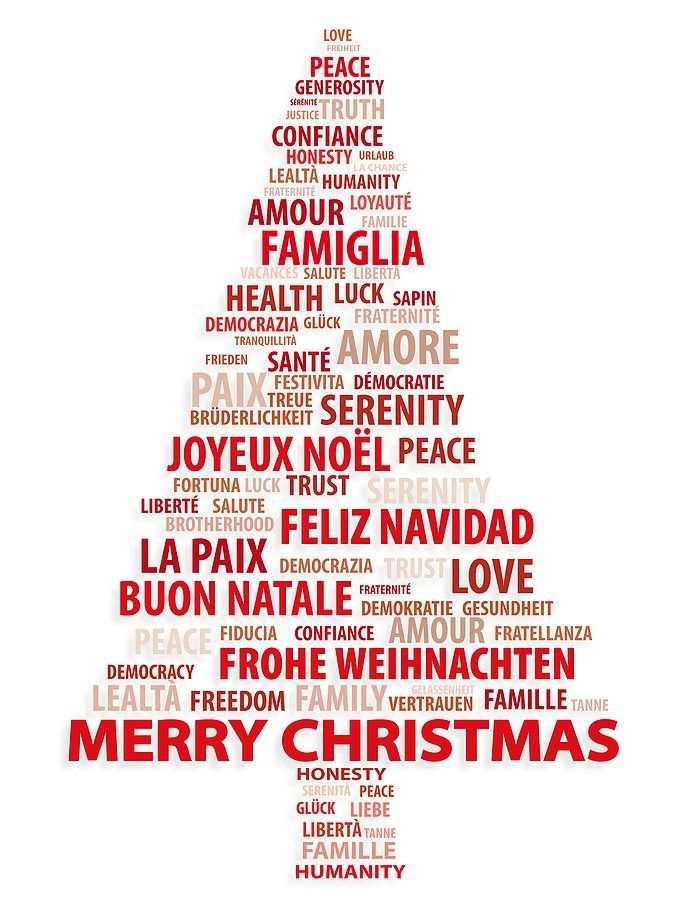 LOVE
FREIHEIT
PEACE
GENEROSITY
SÉRÉNITÉ
JUSTICE TRUTH
CONFIANCE
HONESTY URLAUB
LA CHANCE
LEALTÀ HUMANITY
FRATERNITÉ
AMOUR LOYAUTÉ
FAMILIE
FAMIGLIA
VACANCES SALUTE LIBERTÀ
HEALTH LUCK SAPIN
FRATERNITÉ
DEMOCRAZIA GLÜCK
TRANQUILLITÀ AMORE
FRIEDEN SANTÉ
PAIX FESTIVITA DÉMOCRATIE
TREUE SERENITY
BRÜDERLICHKEIT
JOYEUX NOËL PEACE
FORTUNA LUCK TRUST SERENITY
LIBERTÉ SALUTE
BROTHERHOOD FELIZ NAVIDAD
LA PAIX DEMOCRAZIA TRUST LOVE
BUON NATALE FRATERNITÉ
DEMOKRATIE GESUNDHEIT
PEACE FIDUCIA CONFIANCE AMOUR FRATELLANZA
DEMOCRACY FROHE WEIHNACHTEN
LEALTÀ FREEDOM FAMILY GELASSENHEIT
VERTRAUEN FAMILLE TANNE
MERRY CHRISTMAS
HONESTY
SERENITÀ PEACE
GLÜCK LIEBE
LIBERTÀ TANNE
FAMILLE
HUMANITY